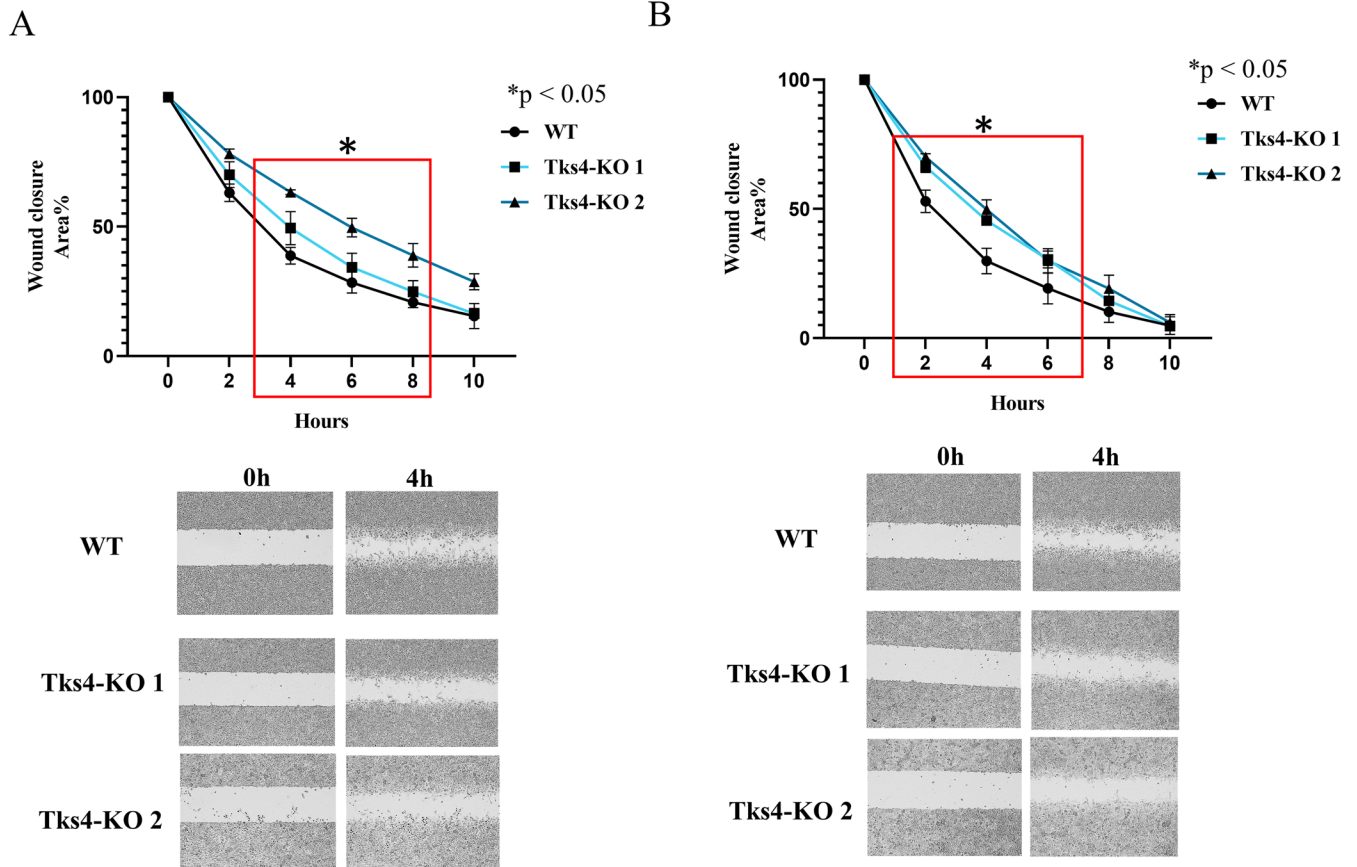 A
*p < 0.05
WT
Tks4-KO 1
Tks4-KO 2
*
100
50
0
Wound closure
Area%
0 2 4 6 8 10
Hours
0h 4h
WT
Tks4-KO 1
Tks4-KO 2
B
*p < 0.05
WT
Tks4-KO 1
Tks4-KO 2
*
100
50
0
Wound closure
Area%
0 2 4 6 8 10
Hours
0h 4h
WT
Tks4-KO 1
Tks4-KO 2